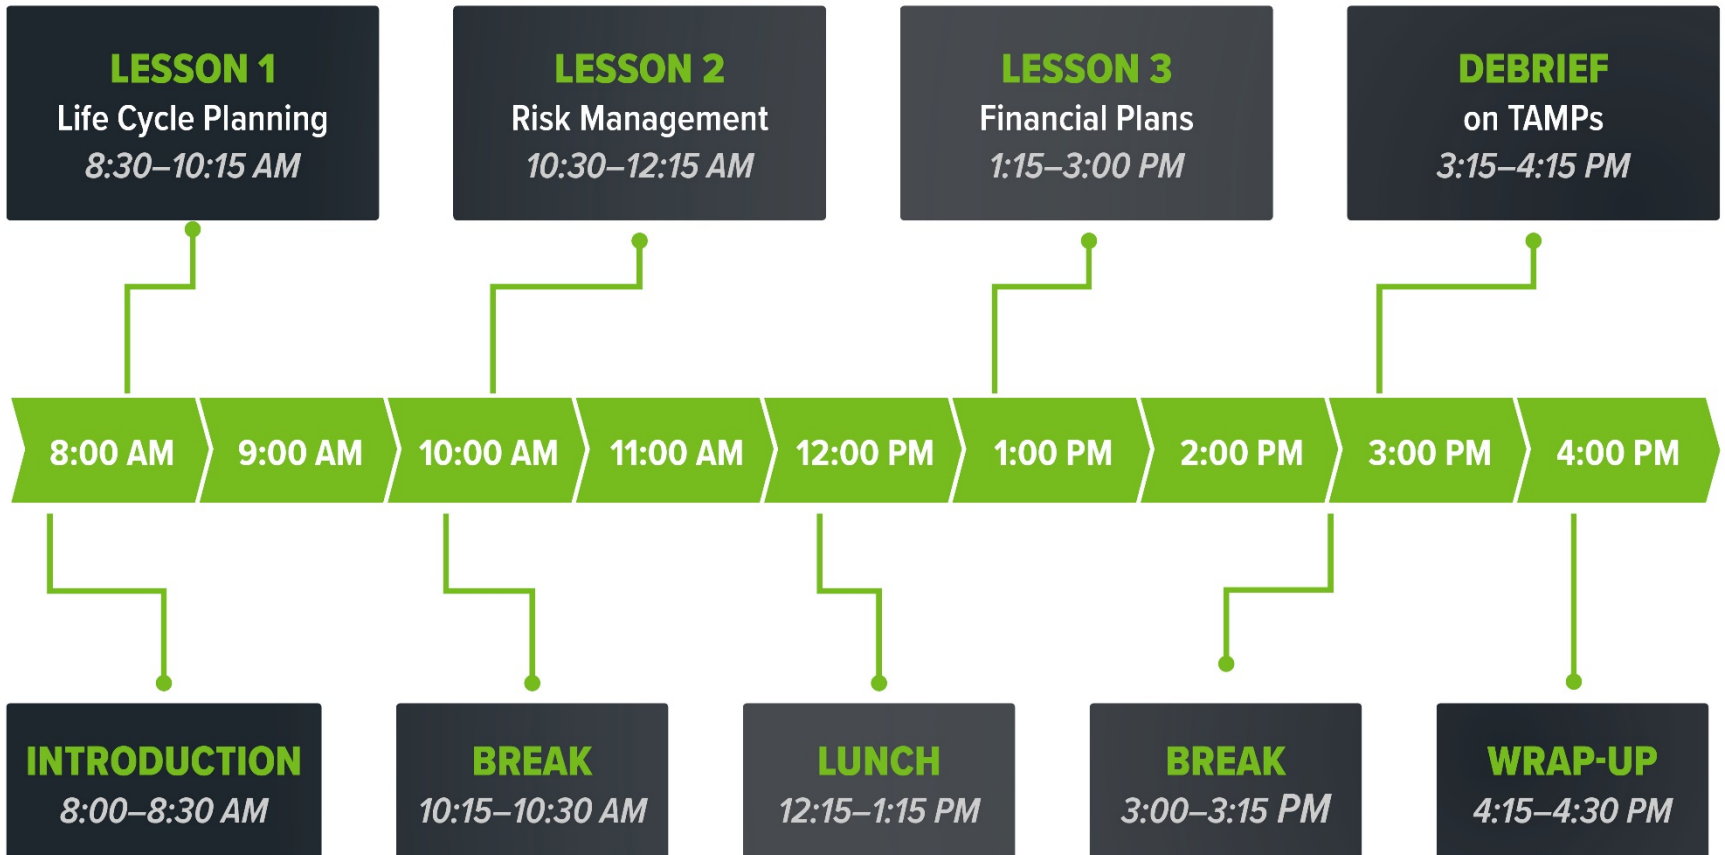 LESSON 1
Life Cycle Planning
8:30–10:15 AM
LESSON 2
Risk Management
10:30–12:15 AM
LESSON 3
Financial Plans
1:15–3:00 PM
DEBRIEF
on TAMPs
3:15–4:15 PM
8:00 AM
9:00 AM
10:00 AM
11:00 AM
12:00 PM
1:00 PM
2:00 PM
3:00 PM
4:00 PM
INTRODUCTION
8:00–8:30 AM
BREAK
10:15–10:30 AM
LUNCH
12:15–1:15 PM
BREAK
3:00–3:15 PM
WRAP-UP
4:15–4:30 PM